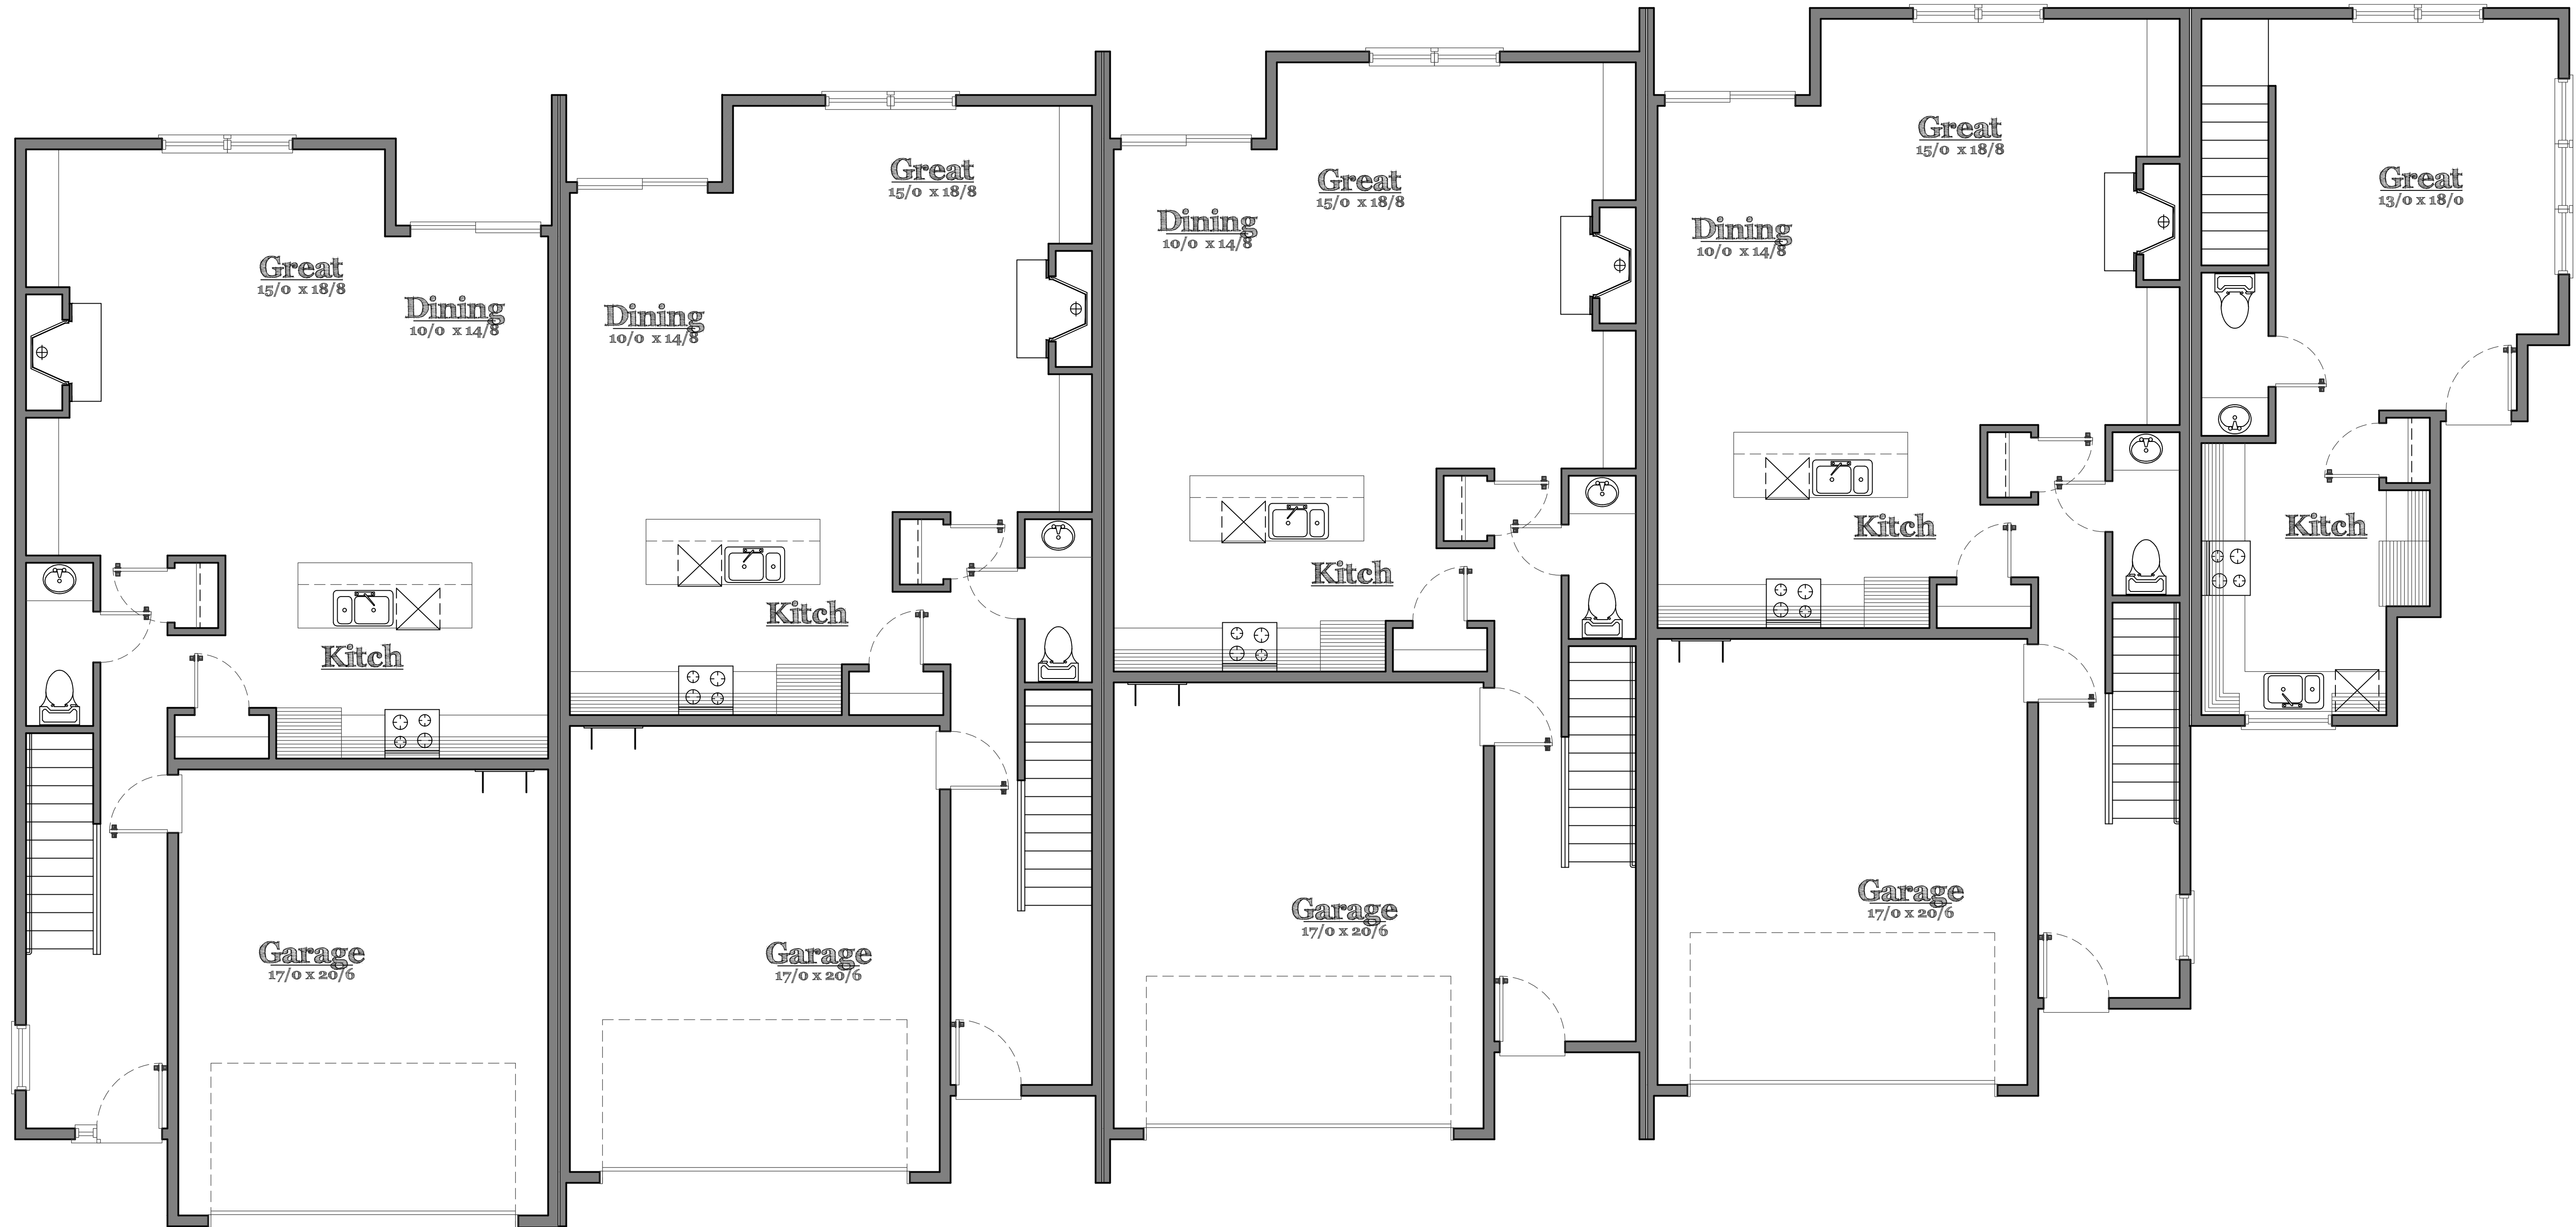 Great
15/0 x 18/8
Dining
10/0 x 14/8
Kitch
Garage
17/0 x 20/6
Great
15/0 x 18/8
Dining
10/0 x 14/8
Kitch
Garage
17/0 x 20/6
Great
15/0 x 18/8
Dining
10/0 x 14/8
Kitch
Garage
17/0 x 20/6
Great
15/0 x 18/8
Dining
10/0 x 14/8
Kitch
Garage
17/0 x 20/6
Great
13/0 x 18/0
Kitch